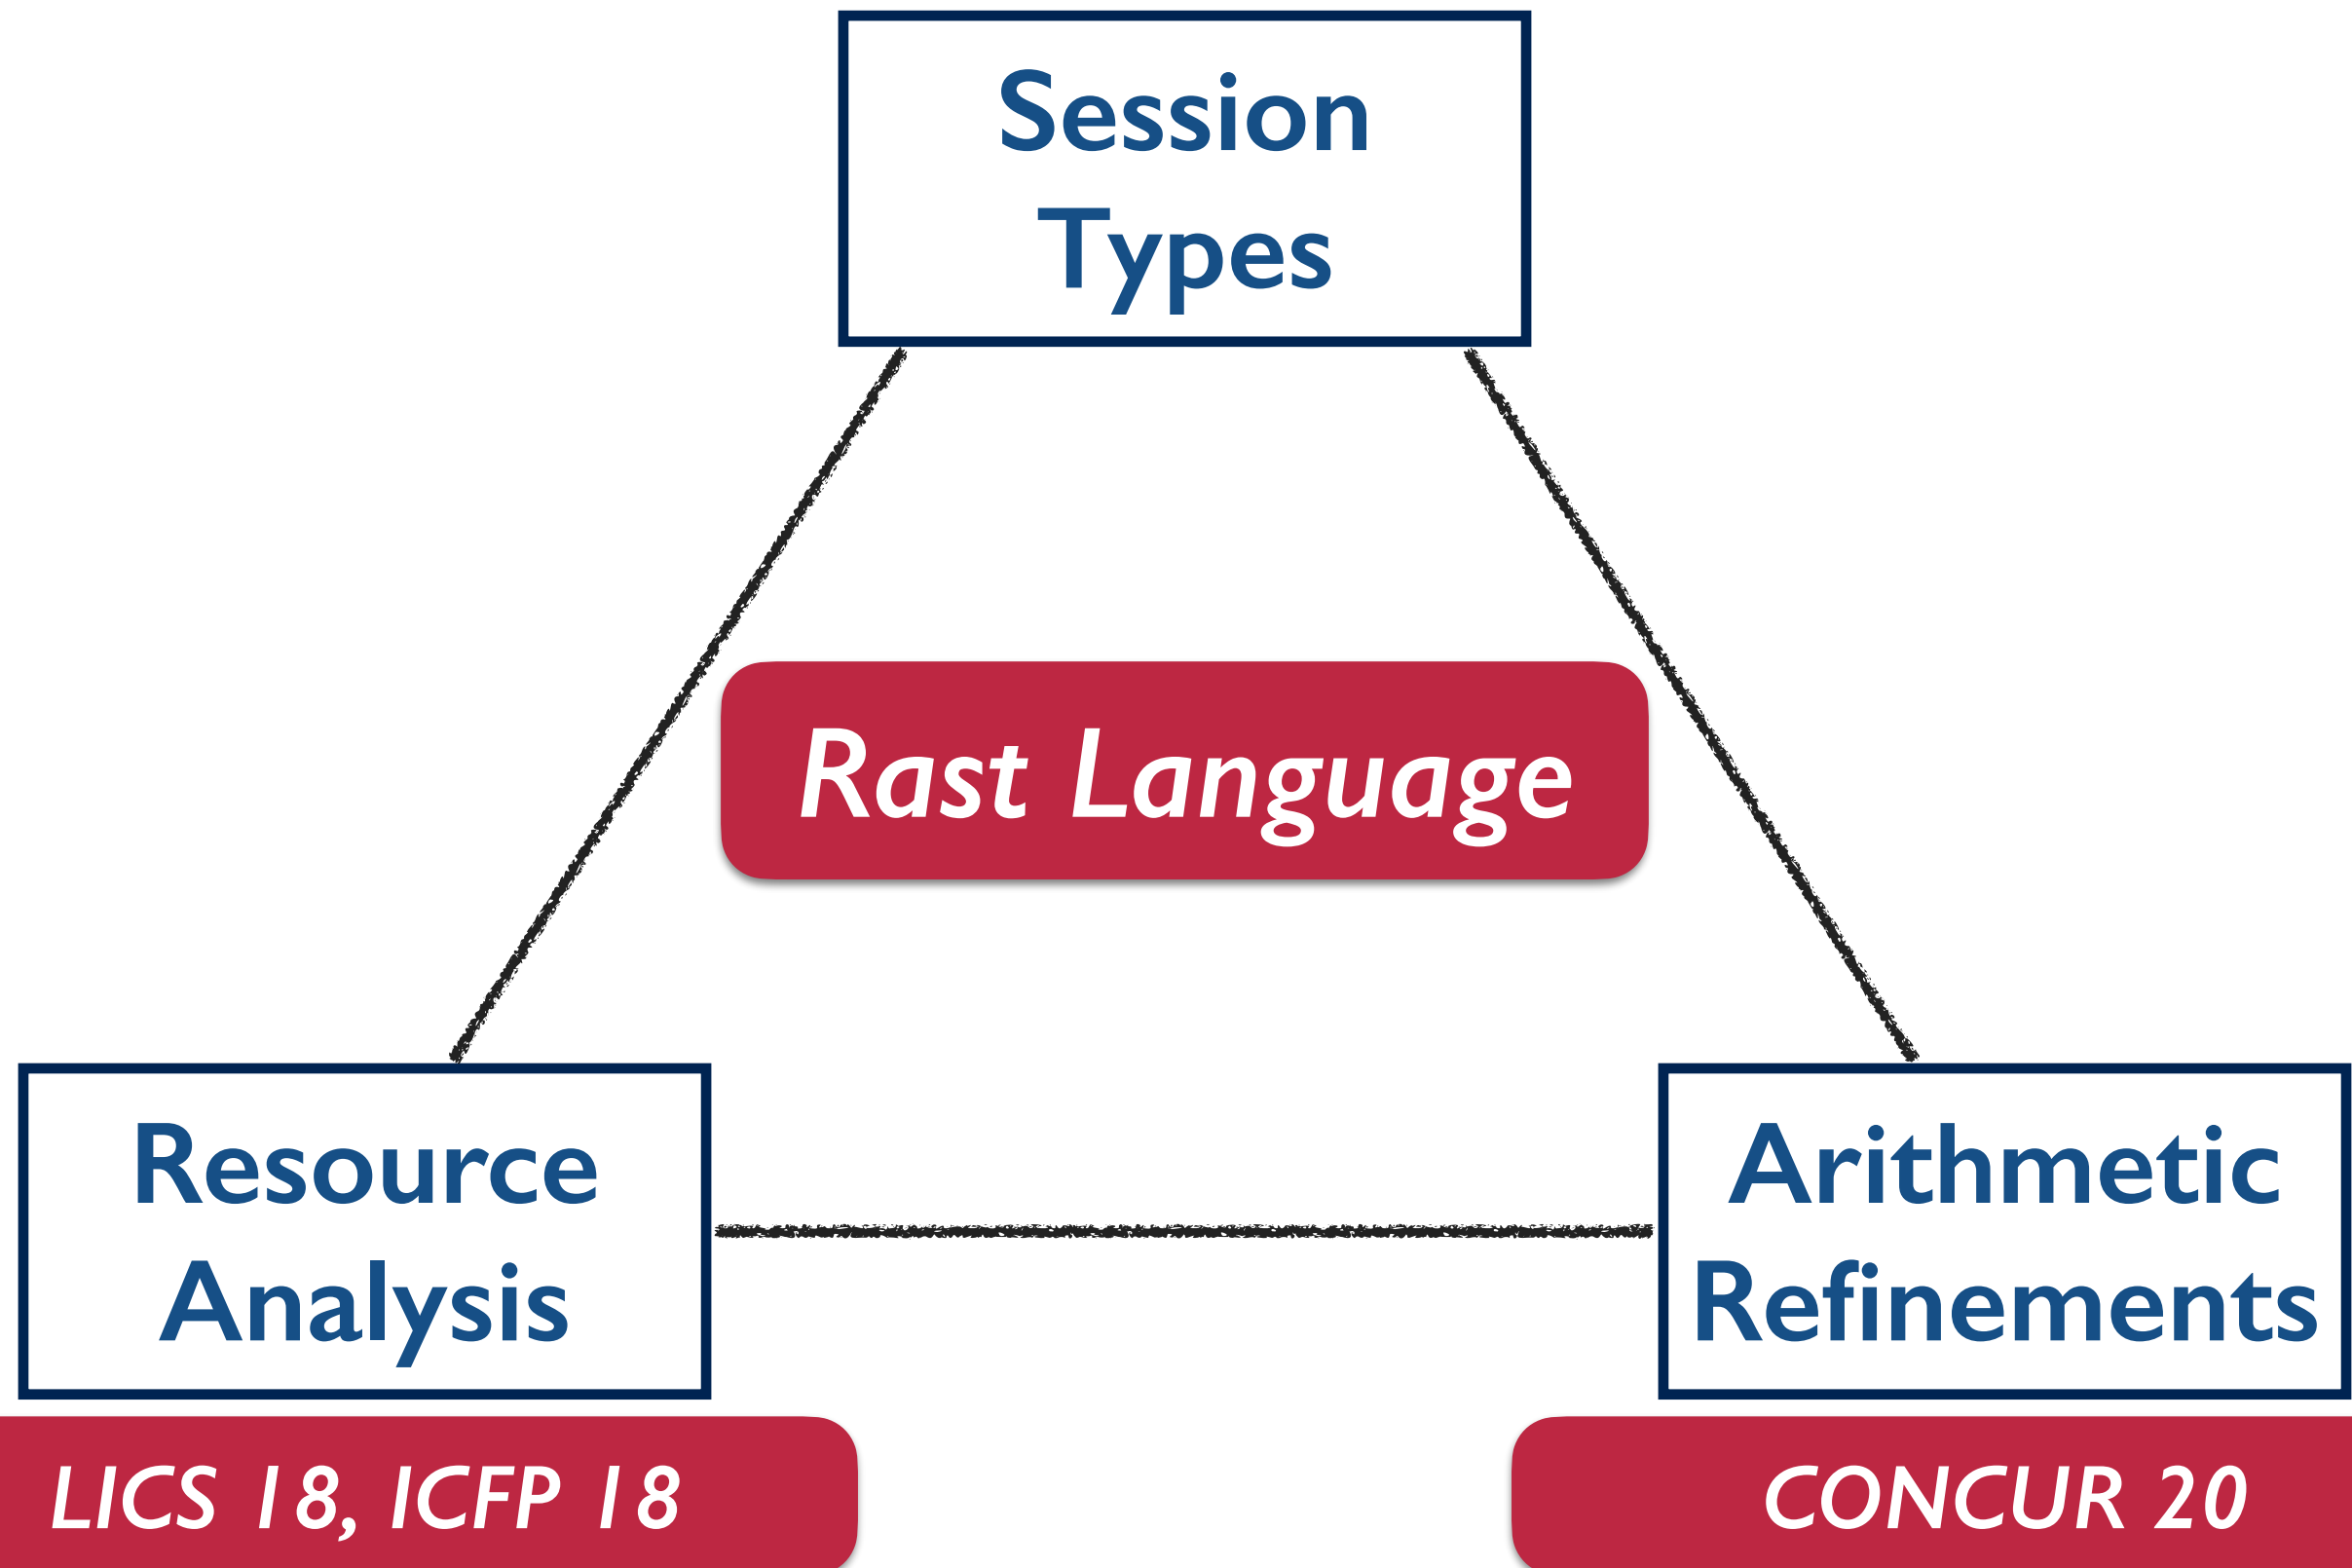 Session
Types
Rast Language
Resource
Analysis
Arithmetic
Refinements
LICS 18, ICFP 18
CONCUR 20